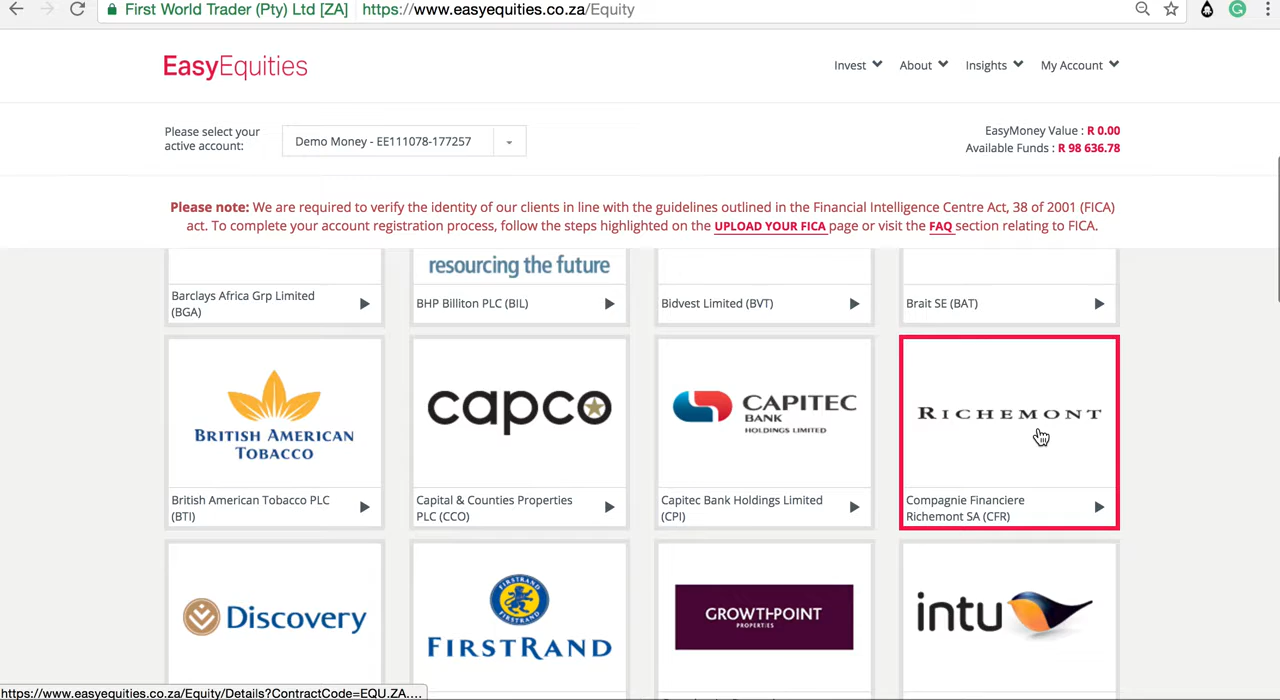 First World Trader (Pty) Ltd [ZA]
https://www.easyequities.co.za/Equity
EasyEquities
Invest
About
Insights
My Account
Please select your
active account:
Demo Money - EE111078-177257
EasyMoney Value : R 0.00
Available Funds : R 98 636.78
Please note: We are required to verify the identity of our clients in line with the guidelines outlined in the Financial Intelligence Centre Act, 38 of 2001 (FICA)
act. To complete your account registration process, follow the steps highlighted on the UPLOAD YOUR FICA page or visit the FAQ section relating to FICA.
resourcing the future
Barclays Africa Grp Limited
(BGA)
BHP Billiton PLC (BIL)
Bidvest Limited (BVT)
Brait SE (BAT)
BRITISH AMERICAN
TOBACCO
capco
CAPITEC
BANK
HOLDINGS LIMITED
RICHEMONT
British American Tobacco PLC
(BTI)
Capital & Counties Properties
PLC (CCO)
Capitec Bank Holdings Limited
(CPI)
Compagnie Financiere
Richemont SA (CFR)
Discovery
FIRSTRAND
FIRSTRAND
GROWTHPOINT
PROPERTIES
intu
https://www.easyequities.co.za/Equity/Details?ContractCode=EQU.ZA....